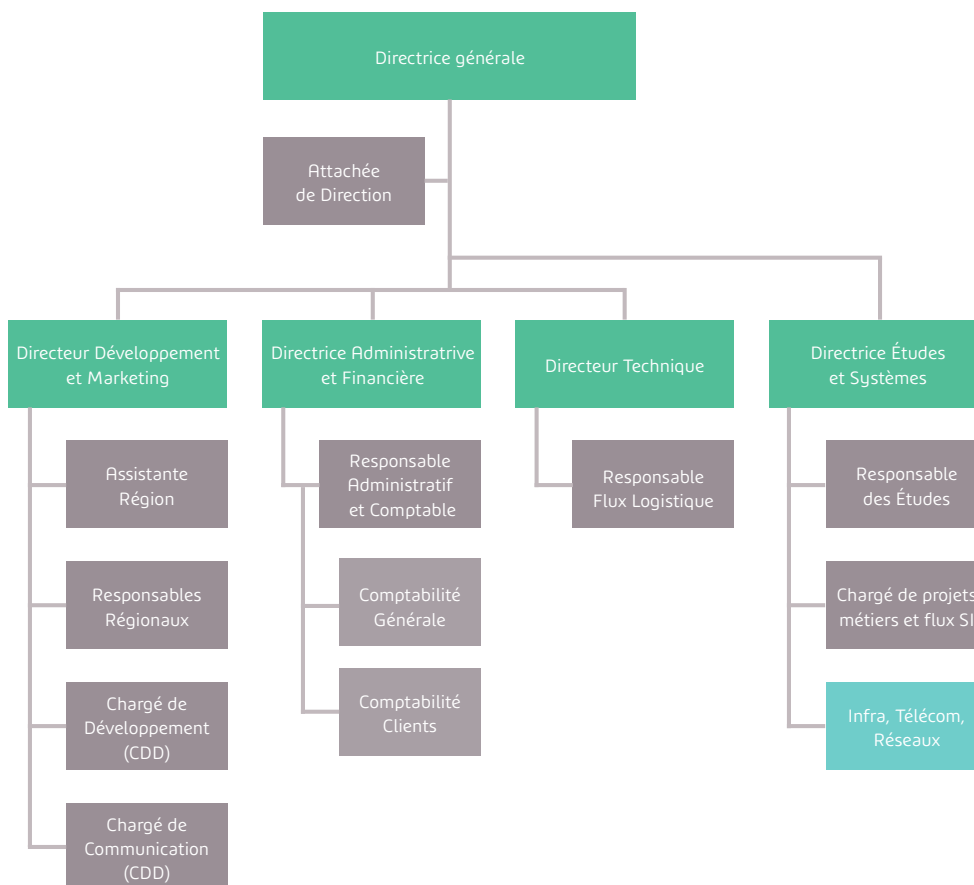 Directrice générale
Attachée
de Direction
Directeur Développement
et Marketing
Directrice Administratrive
et Financière
Directeur Technique
Directrice Études
et Systèmes
Assistante
Région
Responsables
Régionaux
Chargé de
Développement
(CDD)
Chargé de
Communication
(CDD)
Responsable
Administratif
et Comptable
Comptabilité
Générale
Comptabilité
Clients
Responsable
Flux Logistique
Responsable
des Études
Chargé de projets
métiers et flux SI
Infra, Télécom,
Réseaux